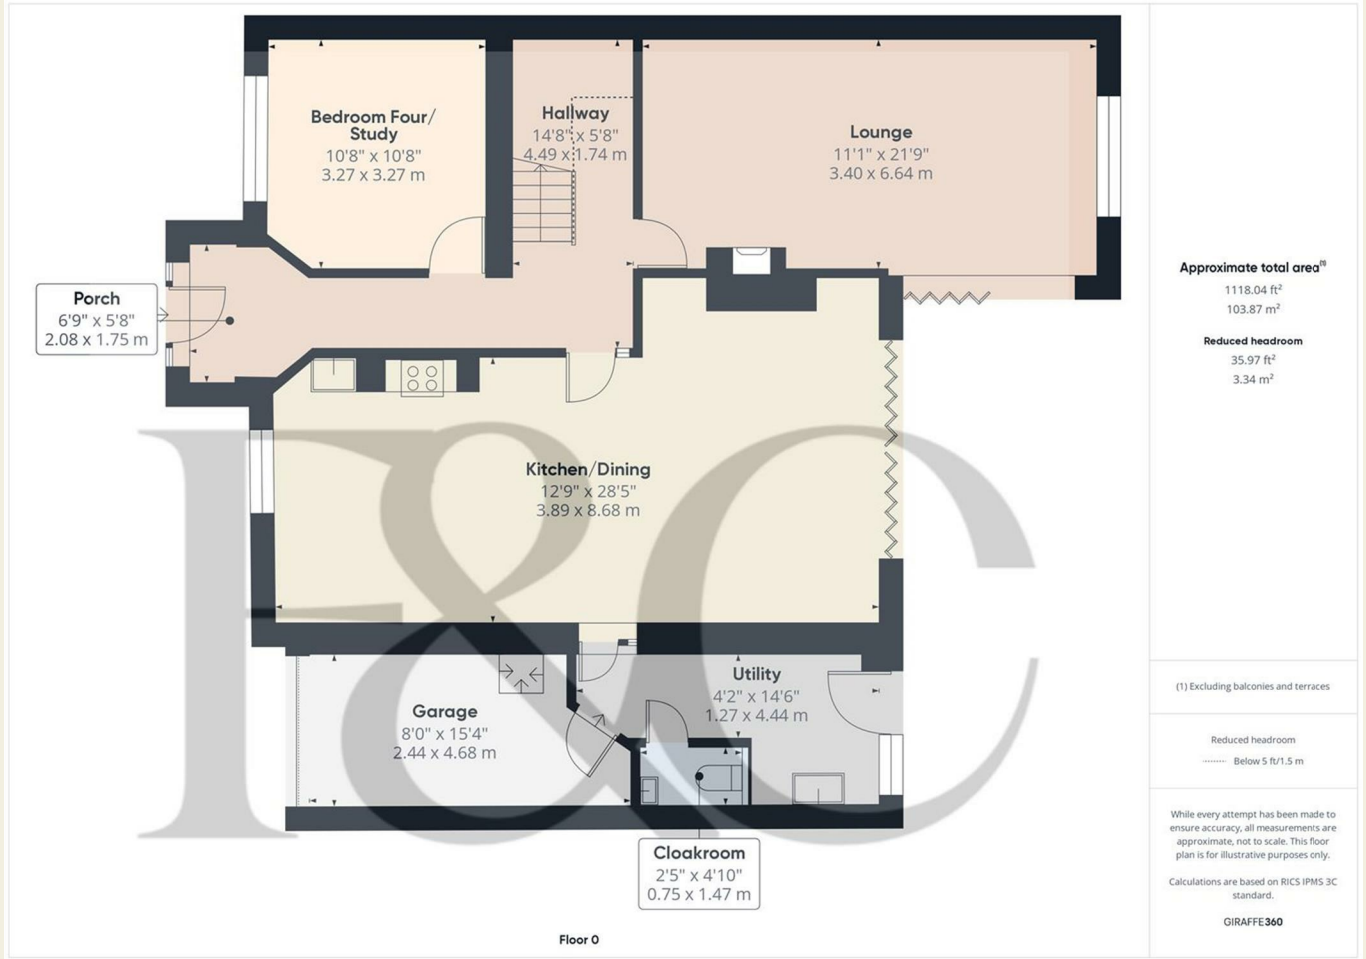 Bedroom Four/
Study
10'8" x 10'8"
3.27 x 3.27 m
Hallway
14'8" x 5'8"
4.49 x 1.74 m
Lounge
11'1" x 21'9"
3.40 x 6.64 m
Porch
6'9" x 5'8"
2.08 x 1.75 m
Kitchen/Dining
12'9" x 28'5"
3.89 x 8.68 m
Garage
8'0" x 15'4"
2.44 x 4.68 m
Utility
4'2" x 14'6"
1.27 x 4.44 m
Cloakroom
2'5" x 4'10"
0.75 x 1.47 m
F&C
Floor 0
Approximate total area(1)
1118.04 ft²
103.87 m²
Reduced headroom
35.97 ft²
3.34 m²
(1) Excluding balconies and terraces
Reduced headroom
Below 5 ft/1.5 m
While every attempt has been made to
ensure accuracy, all measurements are
approximate, not to scale. This floor
plan is for illustrative purposes only.
Calculations are based on RICS IPMS 3C
standard.
GIRAFFE360